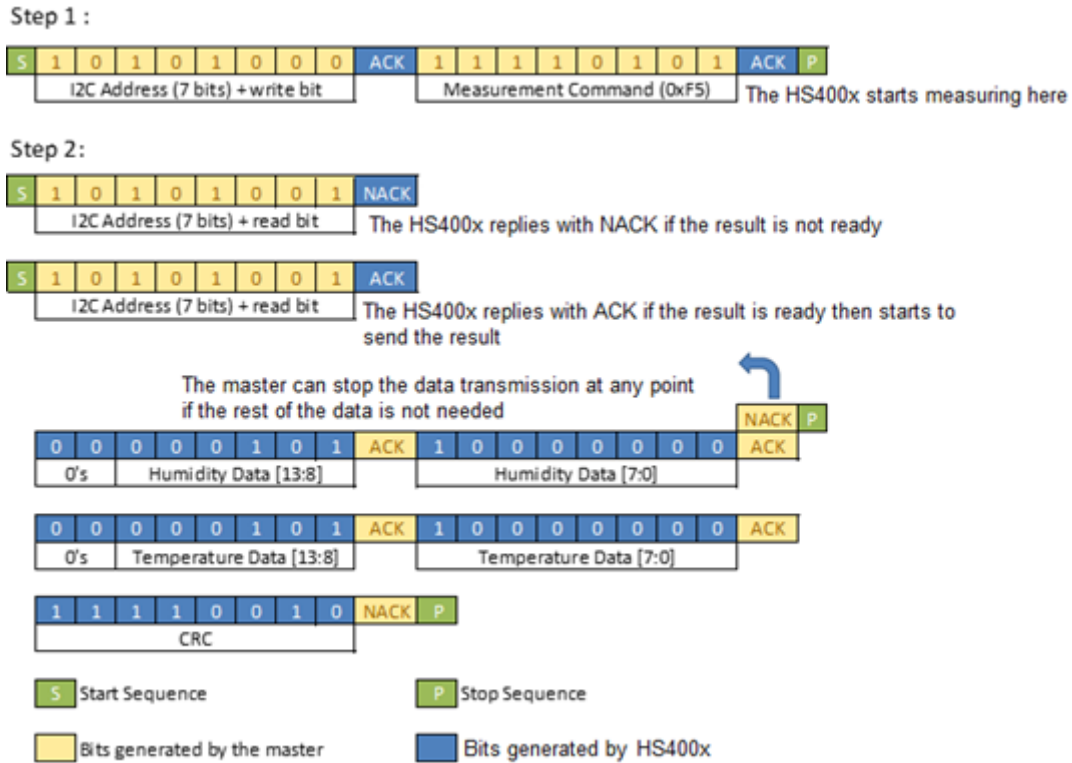 Step 1 :
S 1 0 1 0 1 0 0 0 ACK 1 1 1 1 0 1 0 1 ACK P
I2C Address (7 bits) + write bit Measurement Command (0xF5) The HS400x starts measuring here
Step 2:
S 1 0 1 0 1 0 0 1 NACK
I2C Address (7 bits) + read bit The HS400x replies with NACK if the result is not ready
S 1 0 1 0 1 0 0 1 ACK
I2C Address (7 bits) + read bit The HS400x replies with ACK if the result is ready then starts to
send the result
The master can stop the data transmission at any point
if the rest of the data is not needed
NACK P
0 0 0 0 0 1 0 1 ACK 1 0 0 0 0 0 0 0 ACK
0's Humidity Data [13:8] Humidity Data [7:0]
0 0 0 0 0 1 0 1 ACK 1 0 0 0 0 0 0 0 ACK
0's Temperature Data [13:8] Temperature Data [7:0]
1 1 1 1 0 0 1 0 NACK P
CRC
S Start Sequence P Stop Sequence
Bits generated by the master Bits generated by HS400x